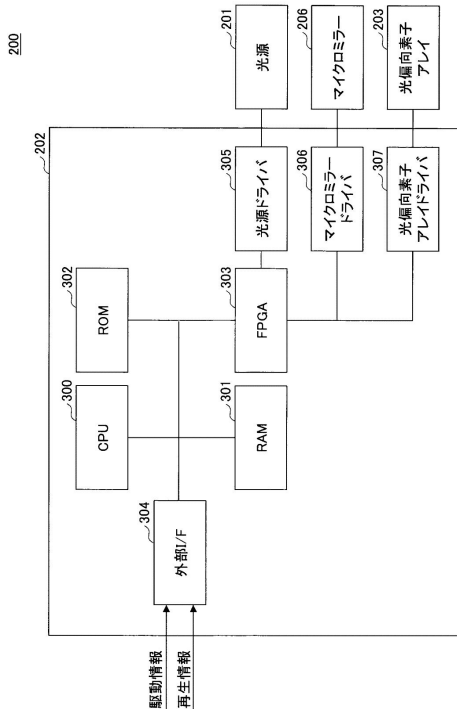 200
202
駆動情報
再生情報
304
外部I/F
300
CPU
302
ROM
301
RAM
303
FPGA
305
光源ドライバ
306
マイクロミラー
ドライバ
307
光偏向素子
アレイドライバ
201
光源
206
マイクロミラー
203
光偏向素子
アレイ